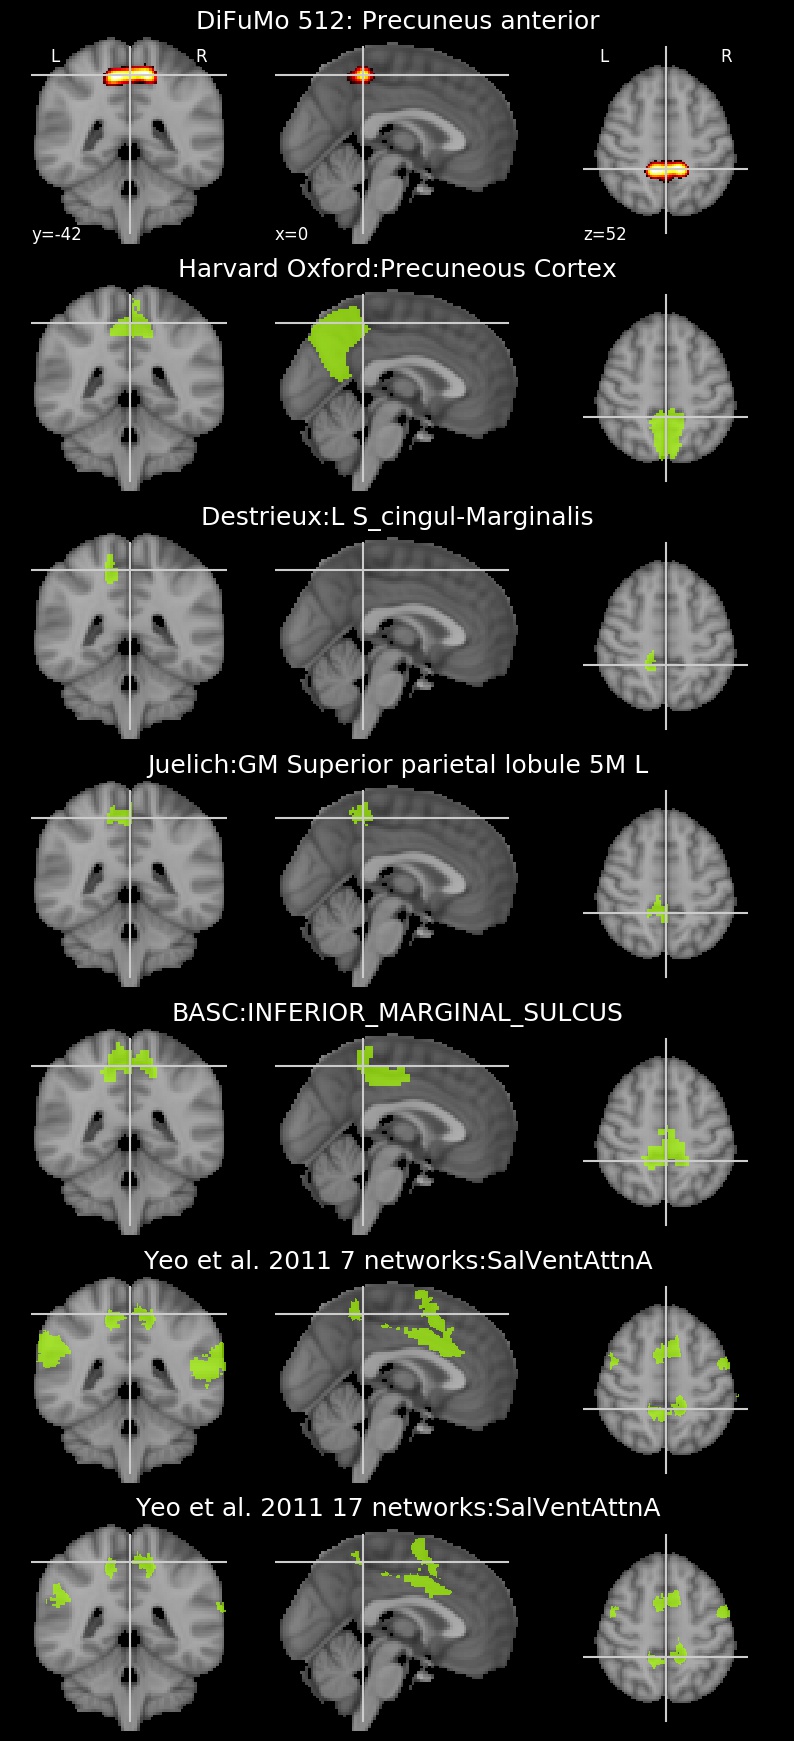 DiFuMo 512: Precuneus anterior
L R L R
y=-42 x=0 z=52
Harvard Oxford:Precuneous Cortex
Destrieux:L S_cingul-Marginalis
Juelich:GM Superior parietal lobule 5M L
BASC:INFERIOR_MARGINAL_SULCUS
Yeo et al. 2011 7 networks:SalVentAttnA
Yeo et al. 2011 17 networks:SalVentAttnA